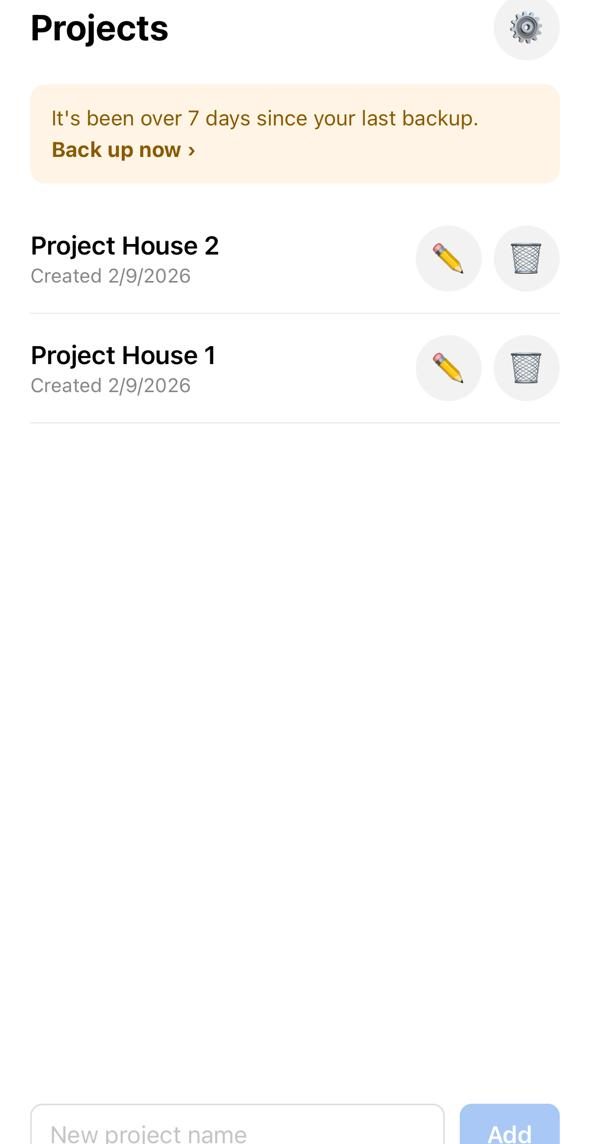 Projects
It's been over 7 days since your last backup.
Back up now ›
Project House 2
Created 2/9/2026
Project House 1
Created 2/9/2026
New project name
Add